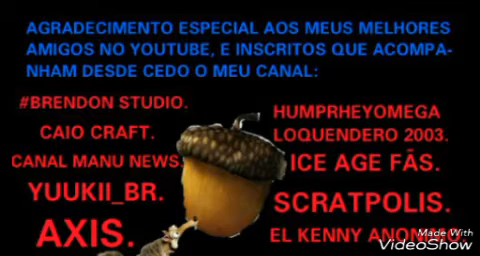 AGRADECIMENTO ESPECIAL AOS MEUS MELHORES
AMIGOS NO YOUTUBE, E INSCRITOS QUE ACOMPA-
NHAM DESDE CEDO O MEU CANAL:
#BRENDON STUDIO.
CAIO CRAFT.
CANAL MANU NEWS.
YUUKII_BR.
AXIS.
HUMPRHEYOMEGA
LOQUENDERO 2003.
ICE AGE FÃS.
SCRATPOLIS.
EL KENNY ANONIMO.
Made With
VideoShow